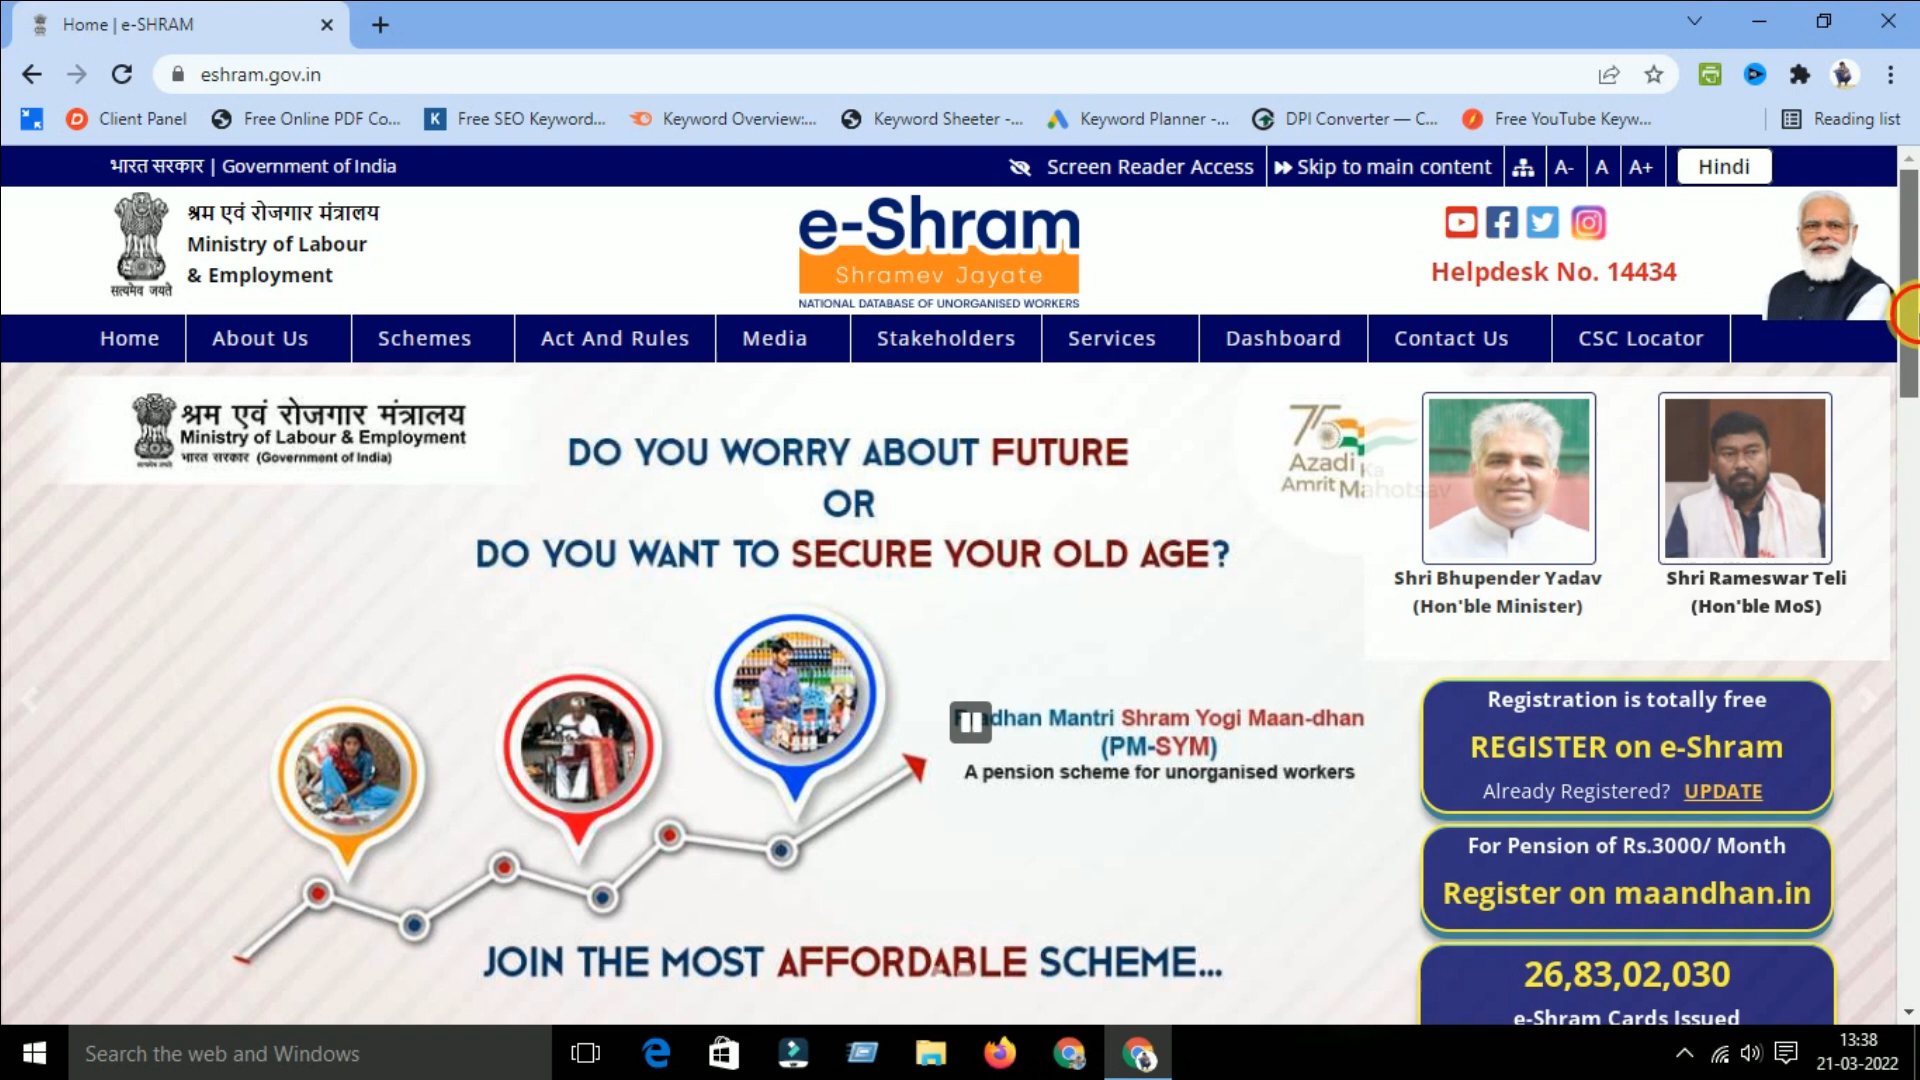 Home | e-SHRAM
eshram.gov.in
Client Panel
Free Online PDF Co...
K
Free SEO Keyword...
Keyword Overview:...
Keyword Sheeter -...
Keyword Planner -...
DPI Converter — C...
Free YouTube Keyw...
Reading list
भारत सरकार | Government of India
Screen Reader Access
Skip to main content
A-
A
A+
Hindi
श्रम एवं रोजगार मंत्रालय
Ministry of Labour
& Employment
सत्यमेव जयते
e-Shram
Shramev Jayate
NATIONAL DATABASE OF UNORGANISED WORKERS
Helpdesk No. 14434
Home
About Us
Schemes
Act And Rules
Media
Stakeholders
Services
Dashboard
Contact Us
CSC Locator
श्रम एवं रोजगार मंत्रालय
Ministry of Labour & Employment
भारत सरकार (Government of India)
DO YOU WORRY ABOUT FUTURE
OR
DO YOU WANT TO SECURE YOUR OLD AGE?
75
Azadi Ka
Amrit Mahotsav
Shri Bhupender Yadav
(Hon'ble Minister)
Shri Rameswar Teli
(Hon'ble MoS)
dhan Mantri Shram Yogi Maan-dhan
(PM-SYM)
A pension scheme for unorganised workers
JOIN THE MOST AFFORDABLE SCHEME...
Registration is totally free
REGISTER on e-Shram
Already Registered? UPDATE
For Pension of Rs.3000/ Month
Register on maandhan.in
26,83,02,030
e-Shram Cards Issued
Search the web and Windows
13:38
21-03-2022